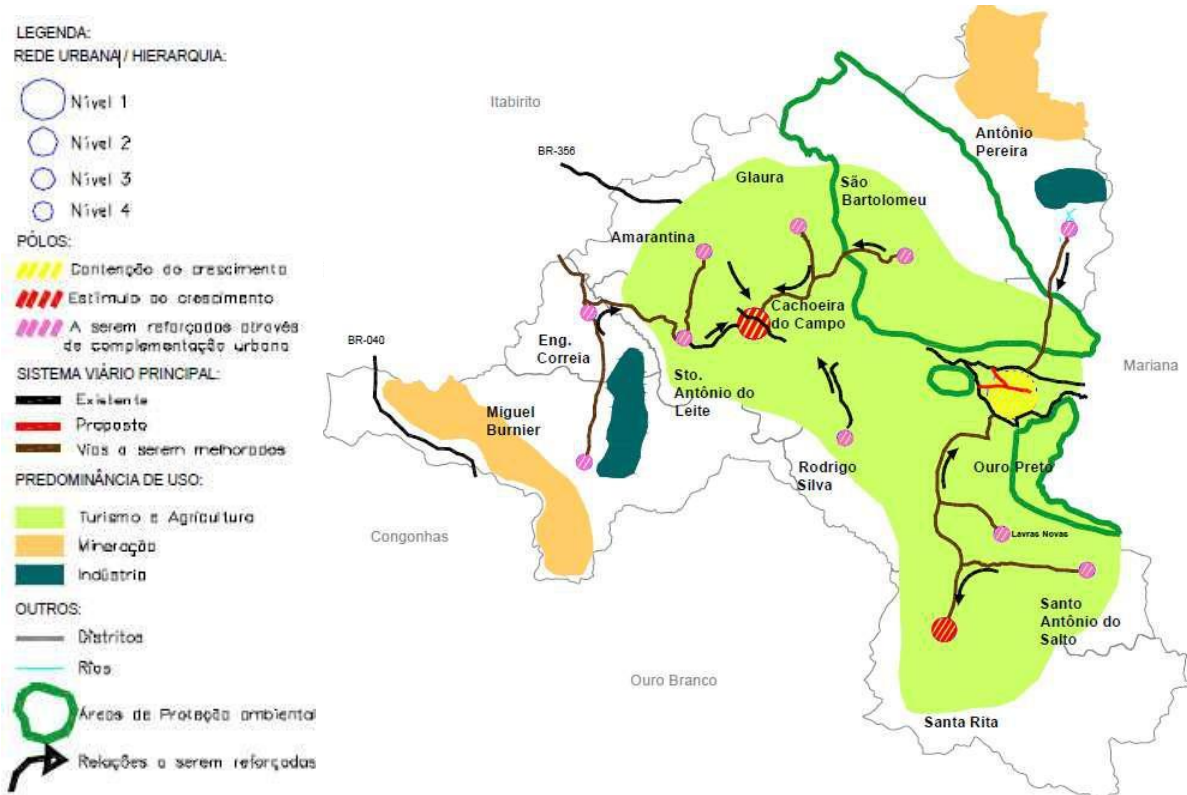 LEGENDA:
REDE URBANA / HIERARQUIA:
Nível 1
Nível 2
Nível 3
Nível 4
PÓLOS:
Contenção do crescimento
Estímulo ao crescimento
A serem reforçados através
de complementação urbana
SISTEMA VIÁRIO PRINCIPAL:
Existente
Proposto
Vias a serem melhoradas
PREDOMINÂNCIA DE USO:
Turismo e Agricultura
Mineração
Indústria
OUTROS:
Distritos
Rios
Áreas de Proteção ambiental
Relações a serem reforçadas
Itabirito
BR-356
Antônio
Pereira
Glaura
São
Bartolomeu
Amarantina
Cachoeira
do Campo
Eng.
Correia
BR-040
Mariana
Sto.
Antônio do
Leite
Miguel
Burnier
Rodrigo
Silva
Ouro Preto
Congonhas
Lavras Novas
Santo
Antônio do
Salto
Ouro Branco
Santa Rita